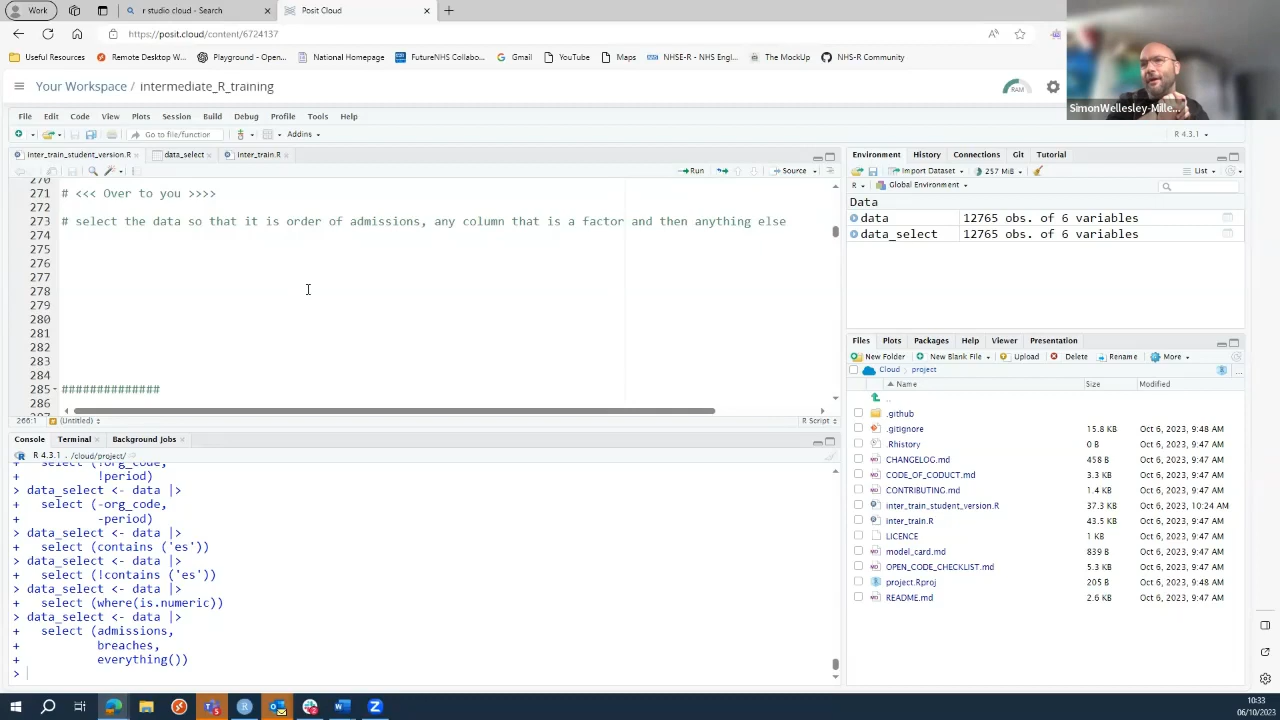 Work
r studio cloud - Search
Posit Cloud
https://posit.cloud/content/6724137
Useful Resources
Remote Desktop W...
Playground - Open...
National Homepage
FutureNHS Collabo...
Gmail
YouTube
Maps
NHSE-R - NHS Engl...
The MockUp
NHS-R Community
SimonWellesley-Mille...
Your Workspace / intermediate_R_training
RAM
File Edit Code View Plots Session Build Debug Profile Tools Help
Go to file/function
Addins
R 4.3.1
inter_train_student_version.R
data_select
inter_train.R
Run
Source
270
271 # <<< Over to you >>>>
272
273 # select the data so that it is order of admissions, any column that is a factor and then anything else
274
275
276
277
278
279
280
281
282
283
284
285 ##############
286
266:1 (Untitled) R Script
Console Terminal Background Jobs
R 4.3.1 . /cloud/project/
+ select (!org_code,
+ !period)
> data_select <- data |>
+ select (-org_code,
+ -period)
> data_select <- data |>
+ select (contains ('es'))
> data_select <- data |>
+ select (!contains ('es'))
> data_select <- data |>
+ select (where(is.numeric))
> data_select <- data |>
+ select (admissions,
+ breaches,
+ everything())
>
Environment History Connections Git Tutorial
Import Dataset 257 MiB List
R Global Environment
Data
data 12765 obs. of 6 variables
data_select 12765 obs. of 6 variables
Files Plots Packages Help Viewer Presentation
New Folder New Blank File Upload Delete Rename More
Cloud project
Name Size Modified
..
.github
.gitignore 15.8 KB Oct 6, 2023, 9:48 AM
.Rhistory 0 B Oct 6, 2023, 9:47 AM
CHANGELOG.md 458 B Oct 6, 2023, 9:47 AM
CODE_OF_CODUCT.md 3.3 KB Oct 6, 2023, 9:47 AM
CONTRIBUTING.md 1.4 KB Oct 6, 2023, 9:47 AM
inter_train_student_version.R 37.3 KB Oct 6, 2023, 10:24 AM
inter_train.R 43.5 KB Oct 6, 2023, 9:47 AM
LICENCE 1 KB Oct 6, 2023, 9:47 AM
model_card.md 839 B Oct 6, 2023, 9:47 AM
OPEN_CODE_CHECKLIST.md 5.3 KB Oct 6, 2023, 9:47 AM
project.Rproj 205 B Oct 6, 2023, 9:48 AM
README.md 2.6 KB Oct 6, 2023, 9:47 AM
10:33
06/10/2023